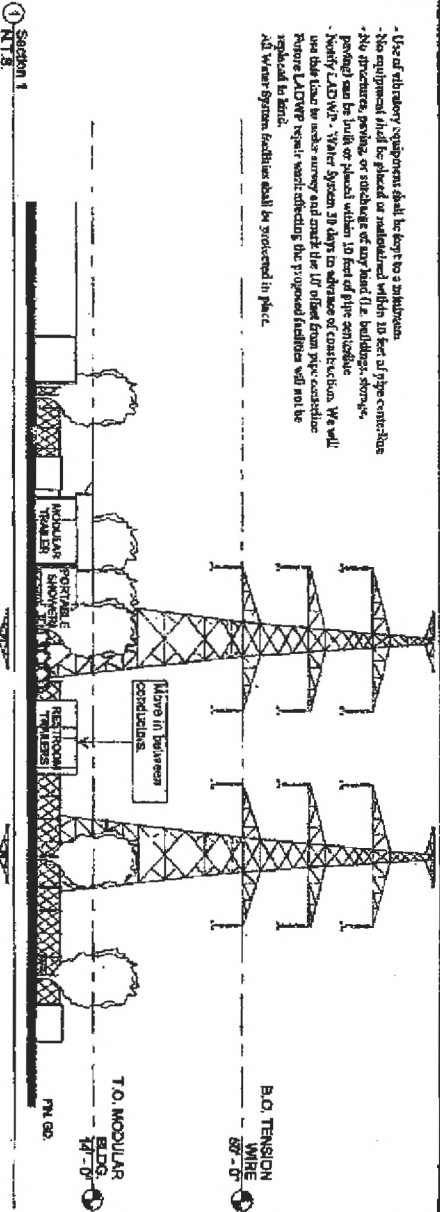 - Use of vibratory equipment shall be kept to a minimum
- No equipment shall be placed or maintained within 10 feet of pipe centerline
- No structures, paving, or surcharge of any kind (i.e. buildings, storage,
paving) can be built or placed within 10 feet of pipe centerline
- Notify LADWP - Water System 30 days in advance of construction. We will
use this time to order survey and mark the 10' offset from pipe centerline
Future LADWP repair work affecting the proposed facilities will not be
replaced in kind.
All Water System facilities shall be protected in place.
B.O. TENSION
WIRE
60' - 0"
T.O. MODULAR
BLDG.
14' - 0"
FIN. GD.
Move in between
conductors.
MODULAR
TRAILER
PORTABLE
SHOWER
RESTROOM
TRAILERS
1
Section 1
N.T.S.